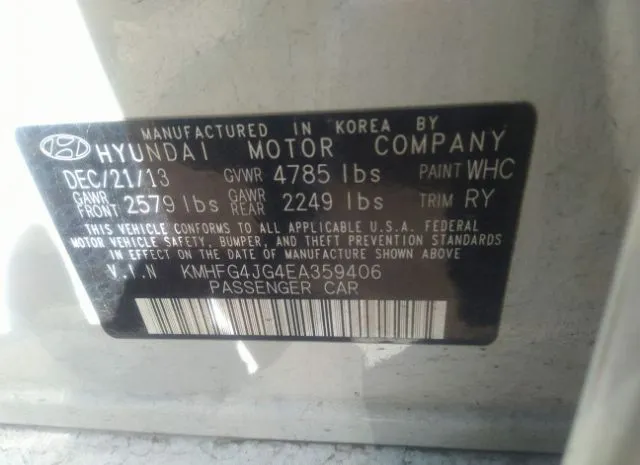 MANUFACTURED IN KOREA BY
HYUNDAI MOTOR COMPANY
DEC/21/13 GVWR 4785 lbs PAINT WHC
GAWR FRONT 2579 lbs GAWR REAR 2249 lbs TRIM RY
THIS VEHICLE CONFORMS TO ALL APPLICABLE U.S.A. FEDERAL
MOTOR VEHICLE SAFETY, BUMPER, AND THEFT PREVENTION STANDARDS
IN EFFECT ON THE DATE OF MANUFACTURE SHOWN ABOVE
V.I.N KMHFG4JG4EA359406
PASSENGER CAR